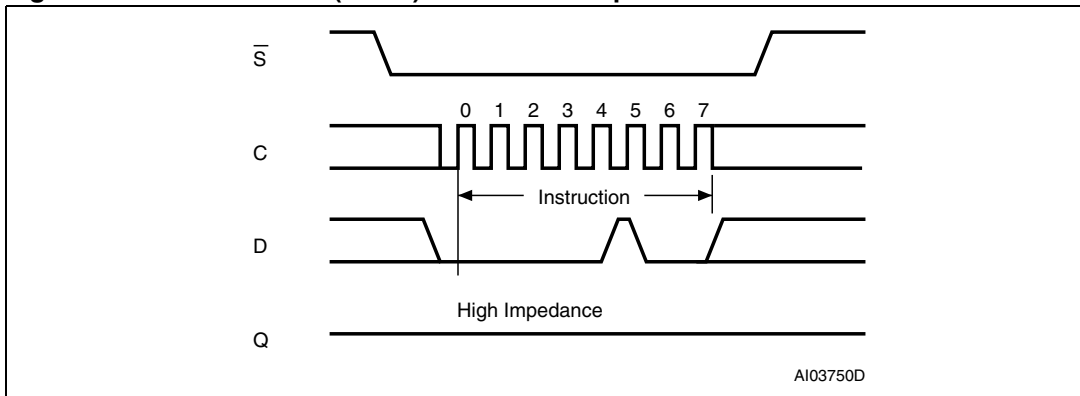 S̅
0 1 2 3 4 5 6 7
C
Instruction
D
High Impedance
Q
AI03750D